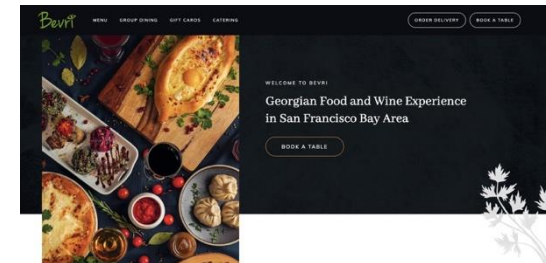 Bevri
MENU GROUP DINING GIFT CARDS CATERING
ORDER DELIVERY BOOK A TABLE
WELCOME TO BEVRI
Georgian Food and Wine Experience
in San Francisco Bay Area
BOOK A TABLE